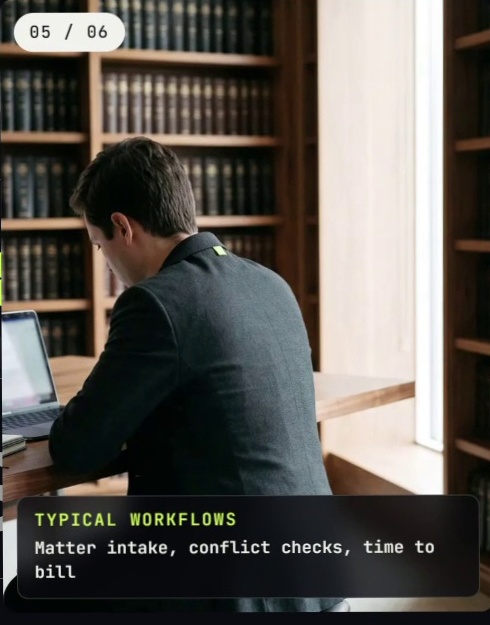 05 / 06
TYPICAL WORKFLOWS
Matter intake, conflict checks, time to
bill